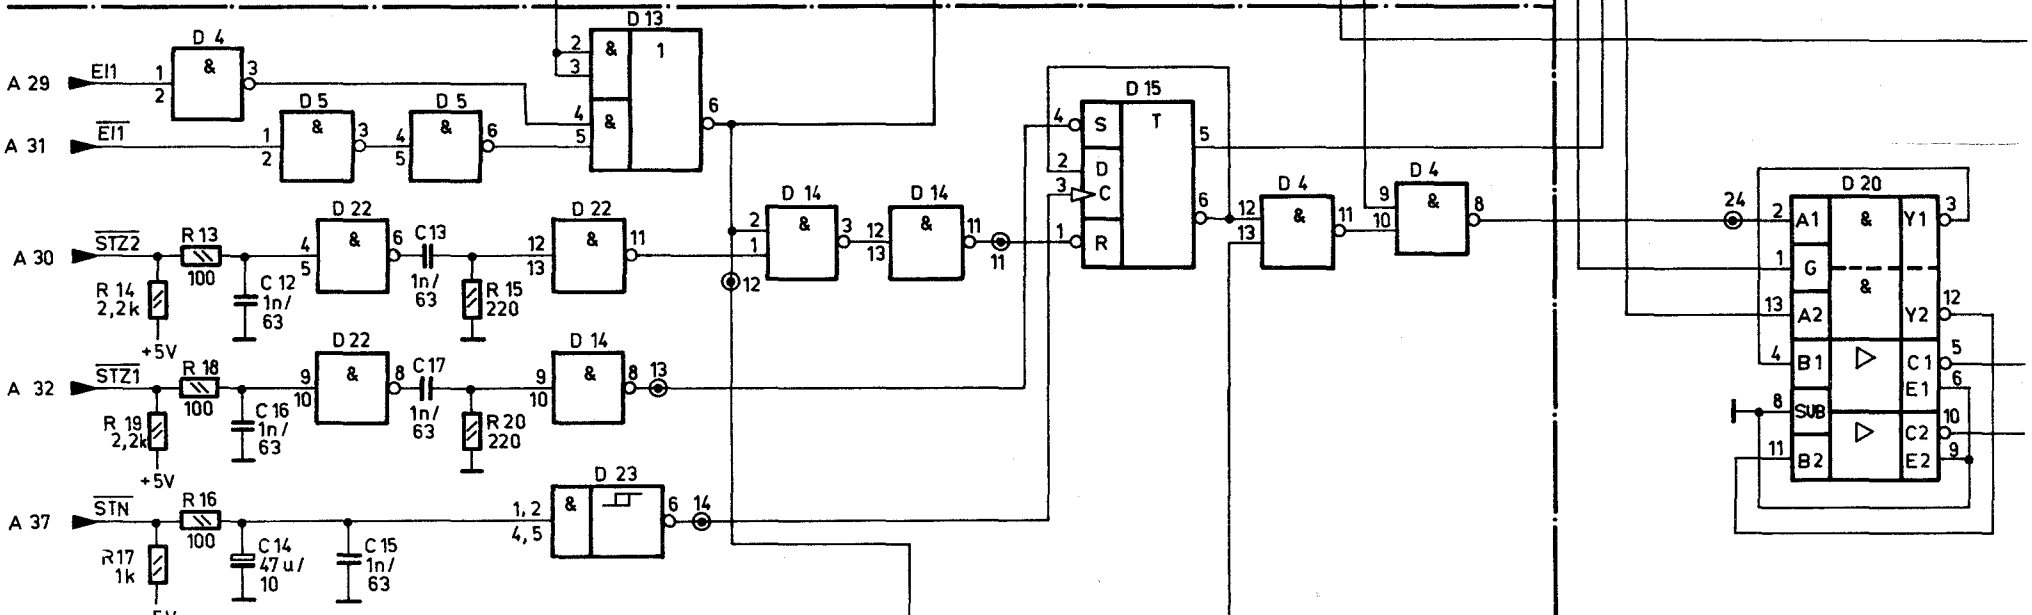 D 13
D 4
2 & 1
3
EI1
A 29 1 & 3
2
D 5 D 5 4 & 6
5
EI1
A 31 1 & 3 4 & 6
2 5
D 15
4 S T 5
2 D
3 C 6
1 R
D 14 D 14
2 & 3 12 & 11
1 13 11
12
D 4 D 4
12 & 11 9 & 8
13 10
24
D 22 D 22
STZ2 R 13 C 13
A 30 100 4 & 6 12 & 11
5 13
R 14
2,2k
+5V
C 12
1n/
63
1n/
63
R 15
220
D 22 D 14
STZ1 R 18 C 17
A 32 100 9 & 8 9 & 8 13
10 10
R 19
2,2k
+5V
C 16
1n/
63
1n/
63
R 20
220
D 23
STN R 16
A 37 100 1, 2 & 6 14
4, 5
R17
1k
C 14
47u/
10
C 15
1n/
63
5V
D 20
2 A1 & Y1 3
1 G
&
13 A2 Y2 12
4 B1 C1 5
E1 6
8 SUB
C2 10
11 B2 E2 9